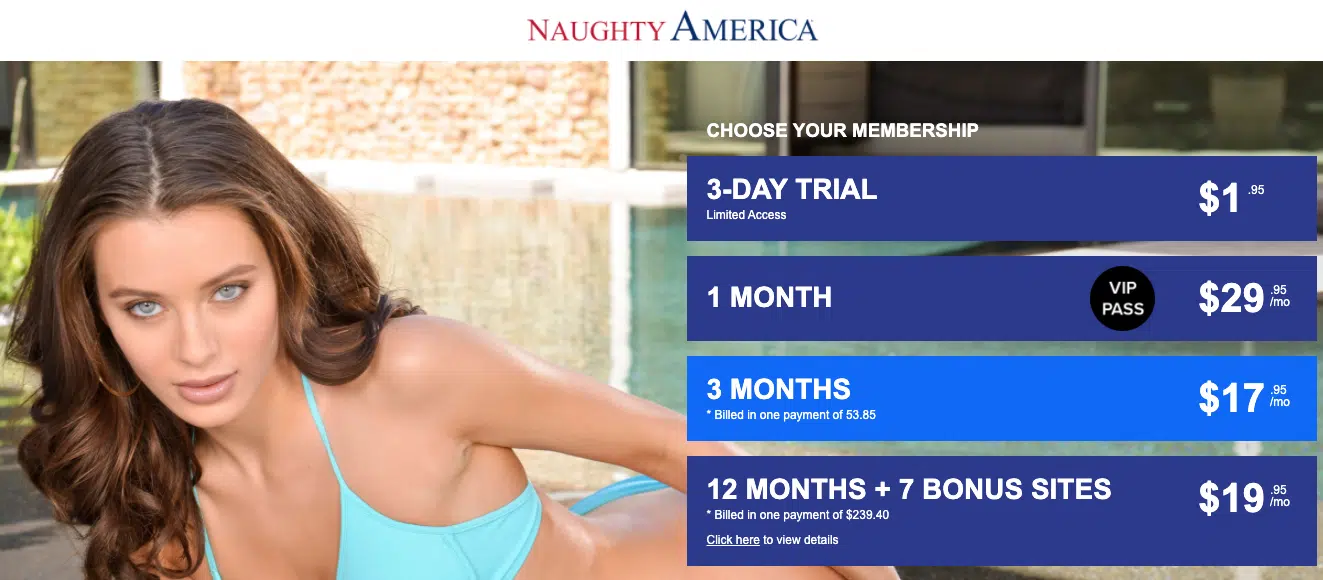 NAUGHTY AMERICA
CHOOSE YOUR MEMBERSHIP
3-DAY TRIAL
Limited Access
$1 .95
1 MONTH
VIP
PASS
$29 .95
/mo
3 MONTHS
* Billed in one payment of 53.85
$17 .95
/mo
12 MONTHS + 7 BONUS SITES
* Billed in one payment of $239.40
Click here to view details
$19 .95
/mo